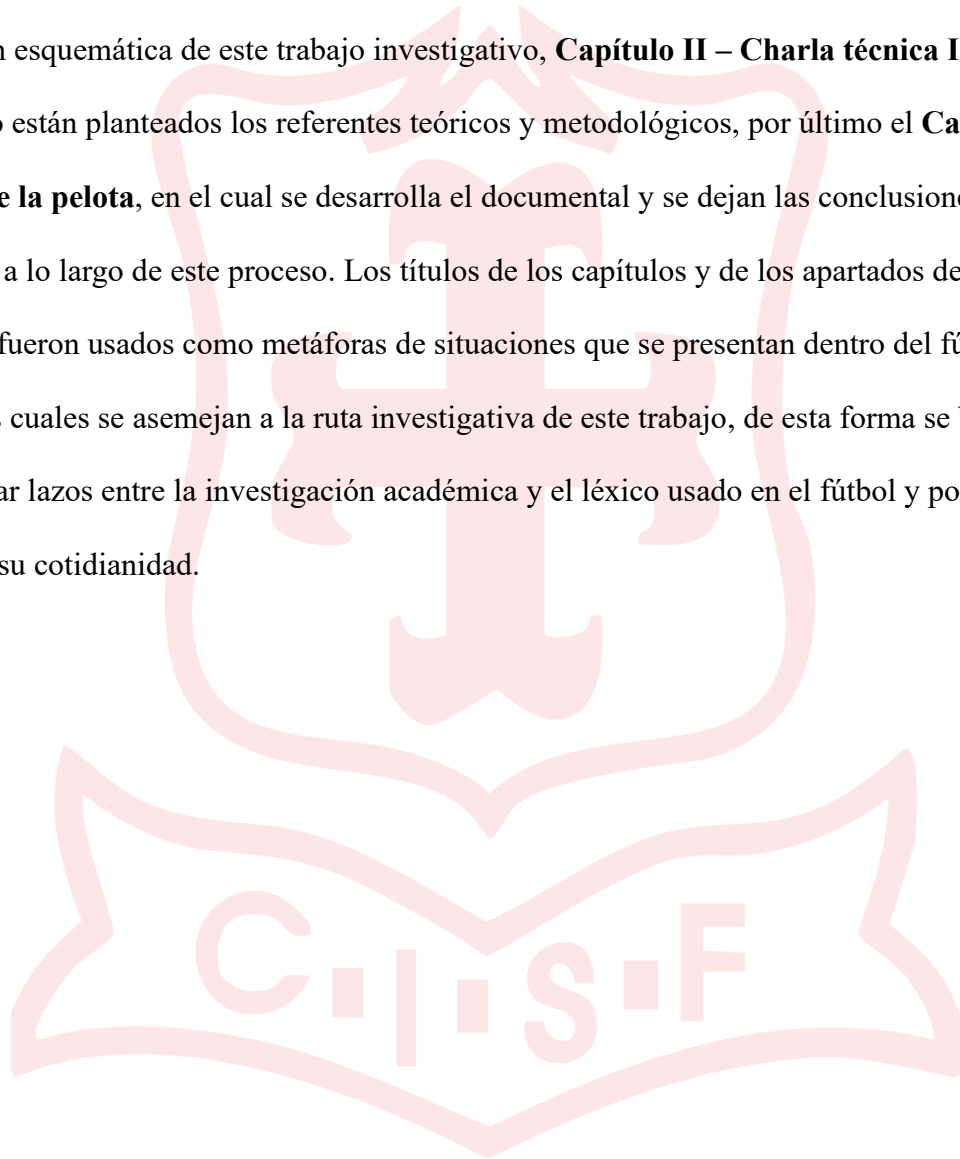 esquemática de este trabajo investigativo, Capítulo II – Charla técnica I
están planteados los referentes teóricos y metodológicos, por último el Ca
e la pelota, en el cual se desarrolla el documental y se dejan las conclusion
a lo largo de este proceso. Los títulos de los capítulos y de los apartados de
fueron usados como metáforas de situaciones que se presentan dentro del fú
cuales se asemejan a la ruta investigativa de este trabajo, de esta forma se
ar lazos entre la investigación académica y el léxico usado en el fútbol y po
su cotidianidad.
C.I.S.F